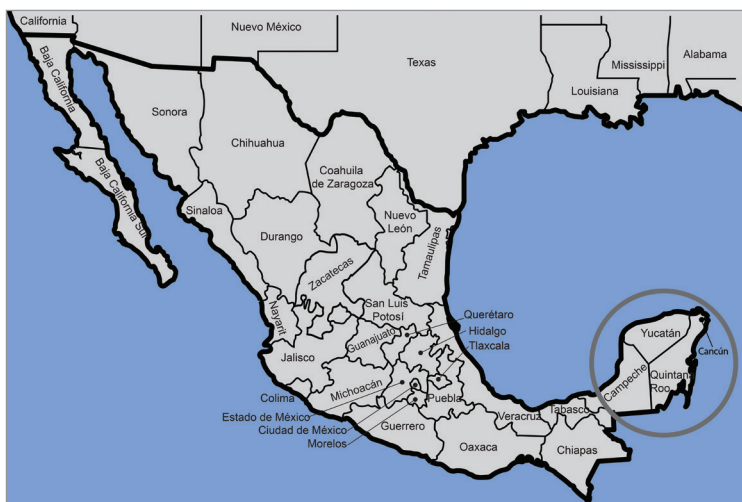 California
Nuevo México
Texas
Louisiana
Mississippi
Alabama
Baja California
Baja California Sur
Sonora
Chihuahua
Coahuila
de Zaragoza
Sinaloa
Durango
Nuevo
León
Tamaulipas
Zacatecas
Nayarit
San Luis
Potosí
Querétaro
Hidalgo
Tlaxcala
Guanajuato
Jalisco
Colima
Michoacán
Estado de México
Ciudad de México
Morelos
Puebla
Guerrero
Oaxaca
Veracruz
Tabasco
Chiapas
Campeche
Yucatán
Quintana
Roo
Cancún